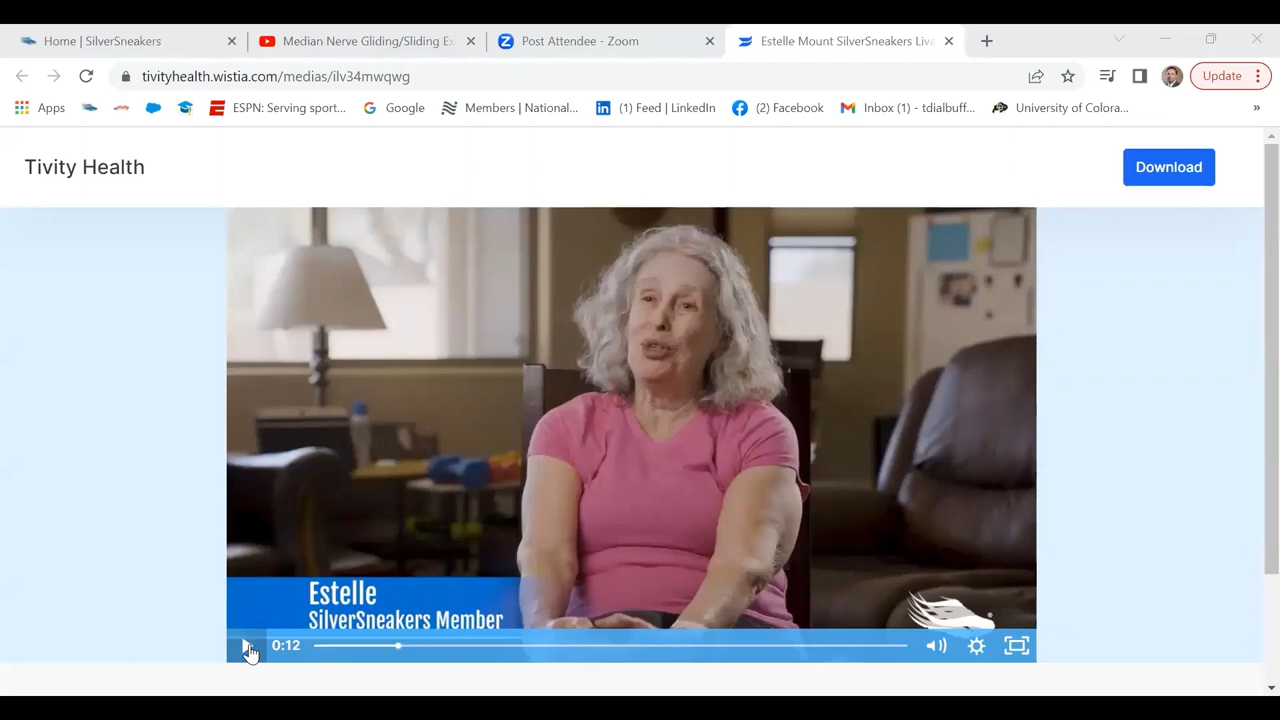 Home | SilverSneakers
Median Nerve Gliding/Sliding Ex
Post Attendee - Zoom
Estelle Mount SilverSneakers Live
tivityhealth.wistia.com/medias/ilv34mwqwg
Update
Apps
ESPN: Serving sport...
Google
Members | National...
(1) Feed | LinkedIn
(2) Facebook
Inbox (1) - tdialbuff...
University of Colora...
»
Tivity Health
Download
Estelle
SilverSneakers Member
0:12